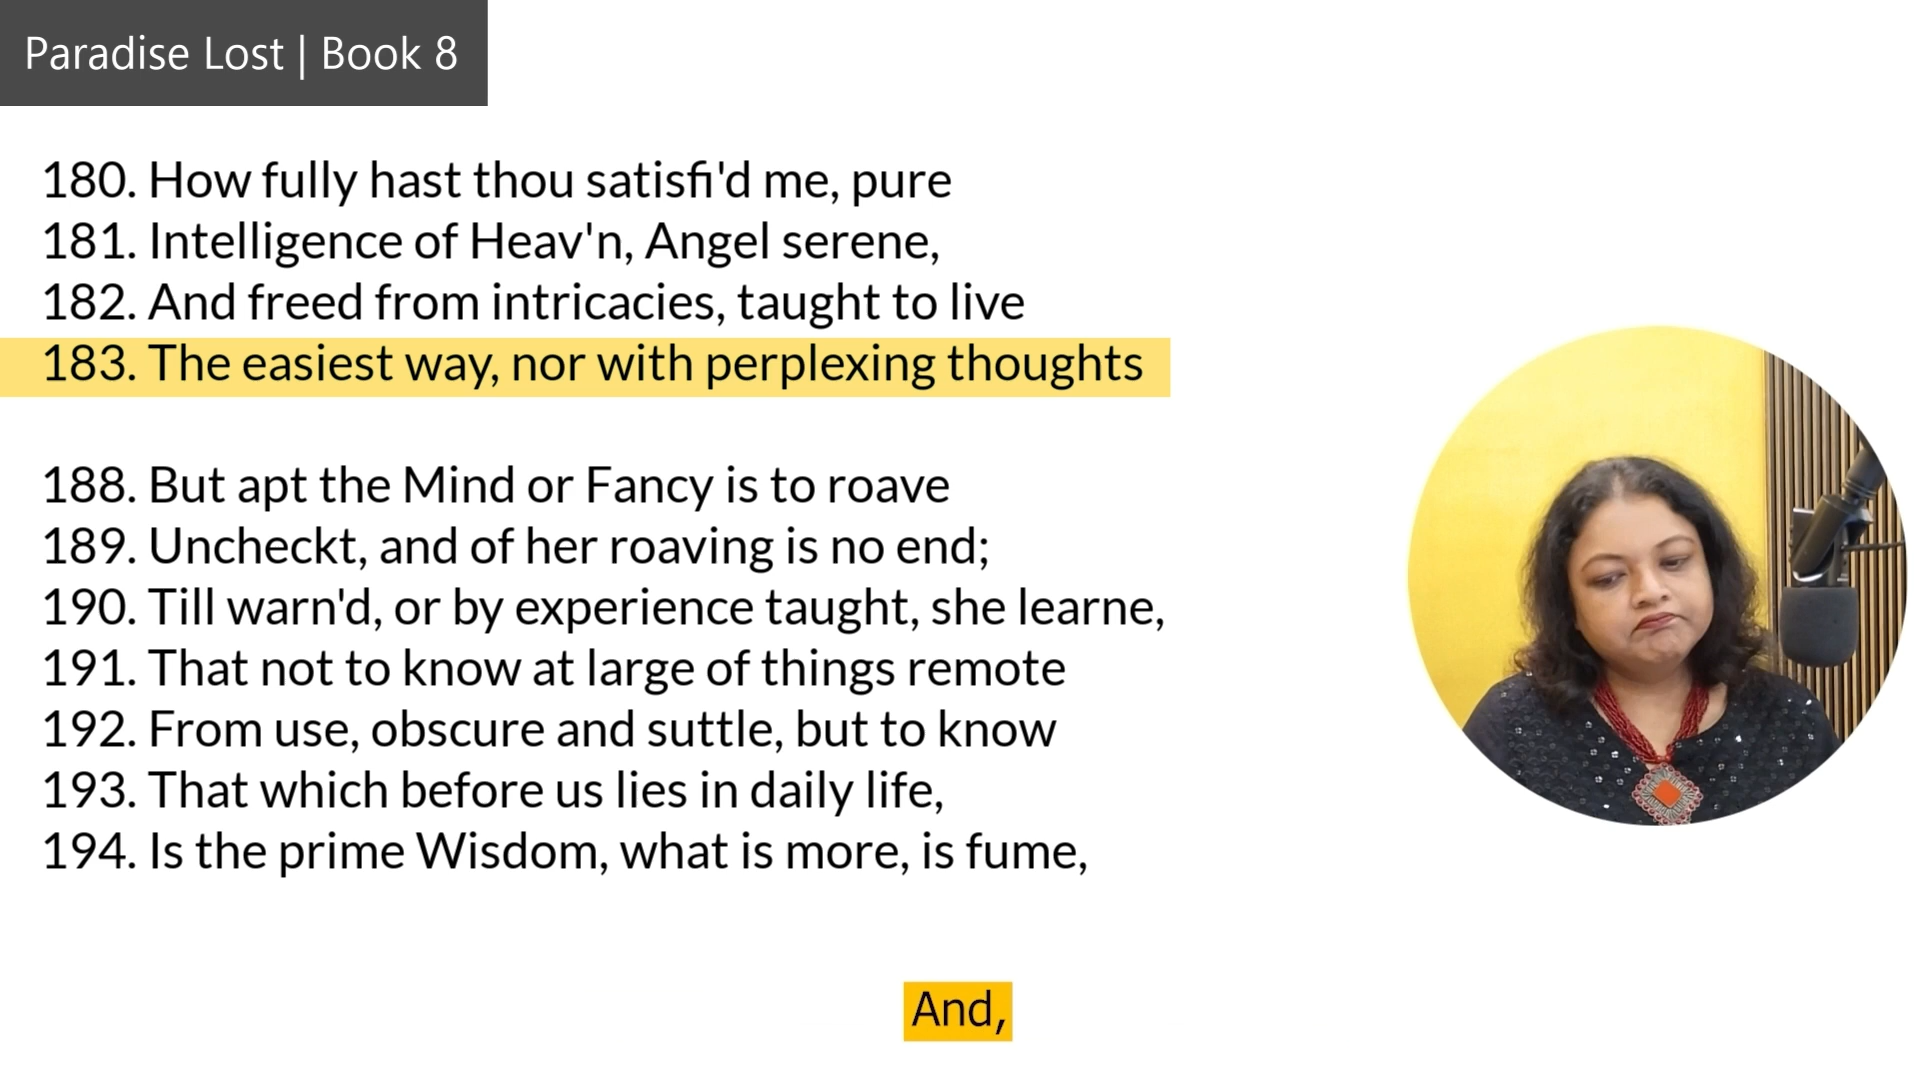 Paradise Lost | Book 8
180. How fully hast thou satisfi'd me, pure
181. Intelligence of Heav'n, Angel serene,
182. And freed from intricacies, taught to live
183. The easiest way, nor with perplexing thoughts
188. But apt the Mind or Fancy is to roave
189. Uncheckt, and of her roaving is no end;
190. Till warn'd, or by experience taught, she learne,
191. That not to know at large of things remote
192. From use, obscure and suttle, but to know
193. That which before us lies in daily life,
194. Is the prime Wisdom, what is more, is fume,
And,